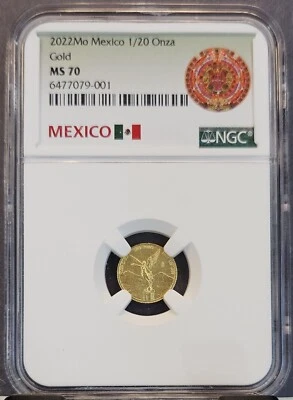 2022Mo Mexico 1/20 Onza
Gold
MS 70
6477079-001
MEXICO
NGC